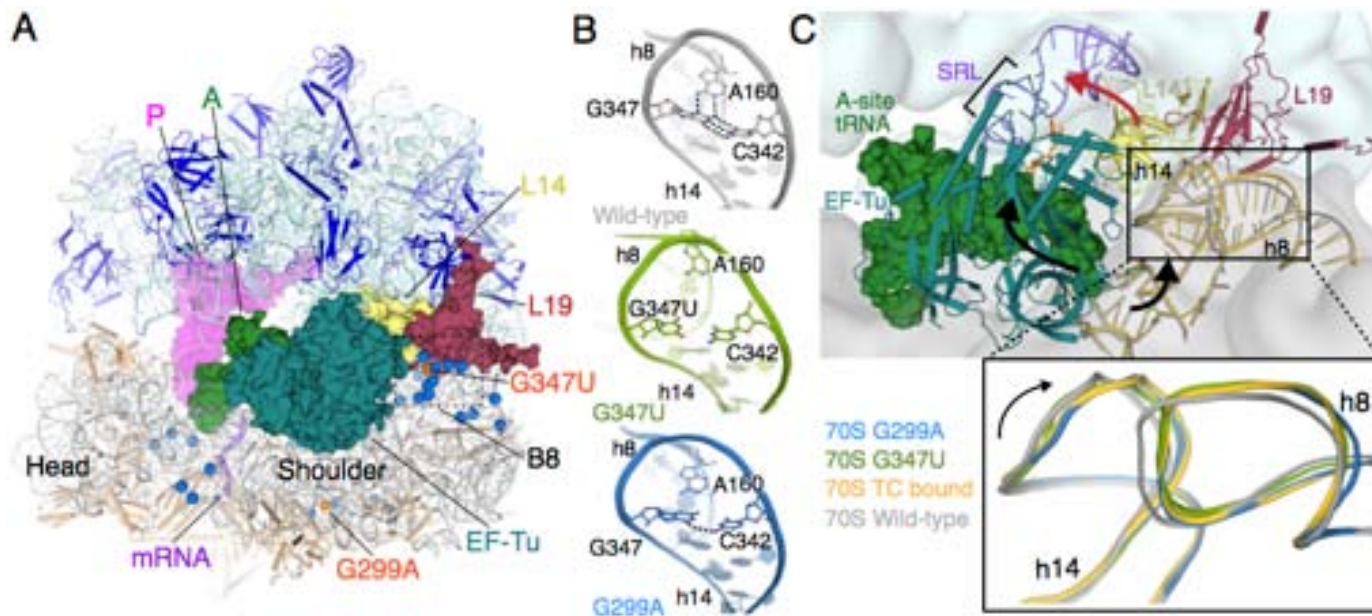 A
P
A
L14
L19
G347U
B8
Head
Shoulder
EF-Tu
mRNA
G299A
B
h8
A160
G347
C342
h14
Wild-type
h8
A160
G347U
C342
h14
G347U
h8
A160
G347
C342
h14
G299A
C
SRL
L14
L19
A-site
tRNA
h14
EF-Tu
h8
70S G299A
70S G347U
70S TC bound
70S Wild-type
h8
h14